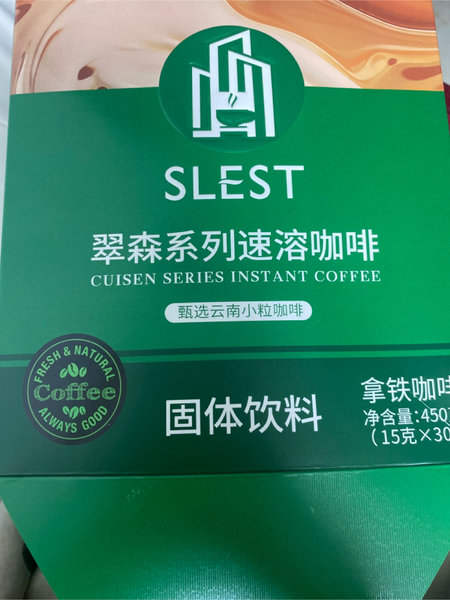 SLEST
翠森系列速溶咖啡
CUISEN SERIES INSTANT COFFEE
甄选云南小粒咖啡
FRESH & NATURAL
Coffee
ALWAYS GOOD
固体饮料
拿铁咖啡
净含量:450
(15克×30